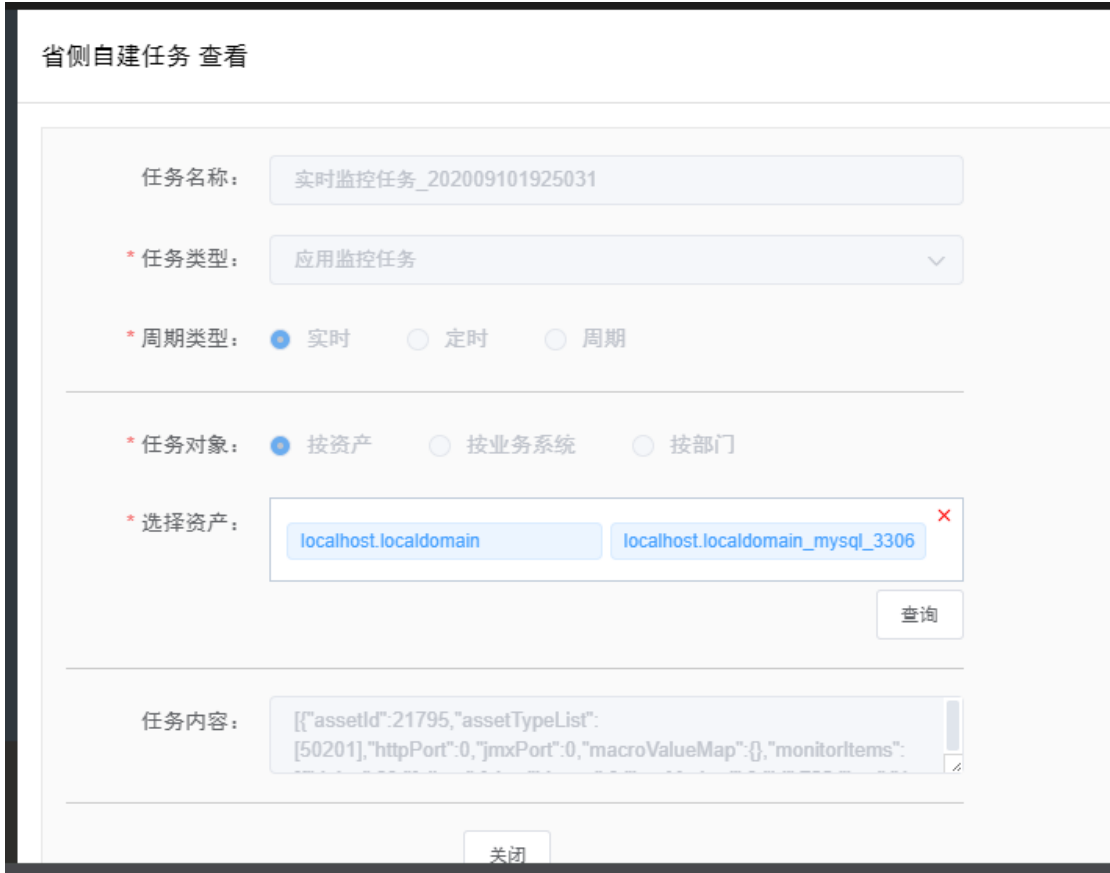 省侧自建任务 查看
任务名称： 实时监控任务_202009101925031
* 任务类型： 应用监控任务
* 周期类型： 实时 定时 周期
* 任务对象： 按资产 按业务系统 按部门
* 选择资产： localhost.localdomain localhost.localdomain_mysql_3306
查询
任务内容： [{"assetId":21795,"assetTypeList":
[50201],"httpPort":0,"jmxPort":0,"macroValueMap":{},"monitorItems":
关闭